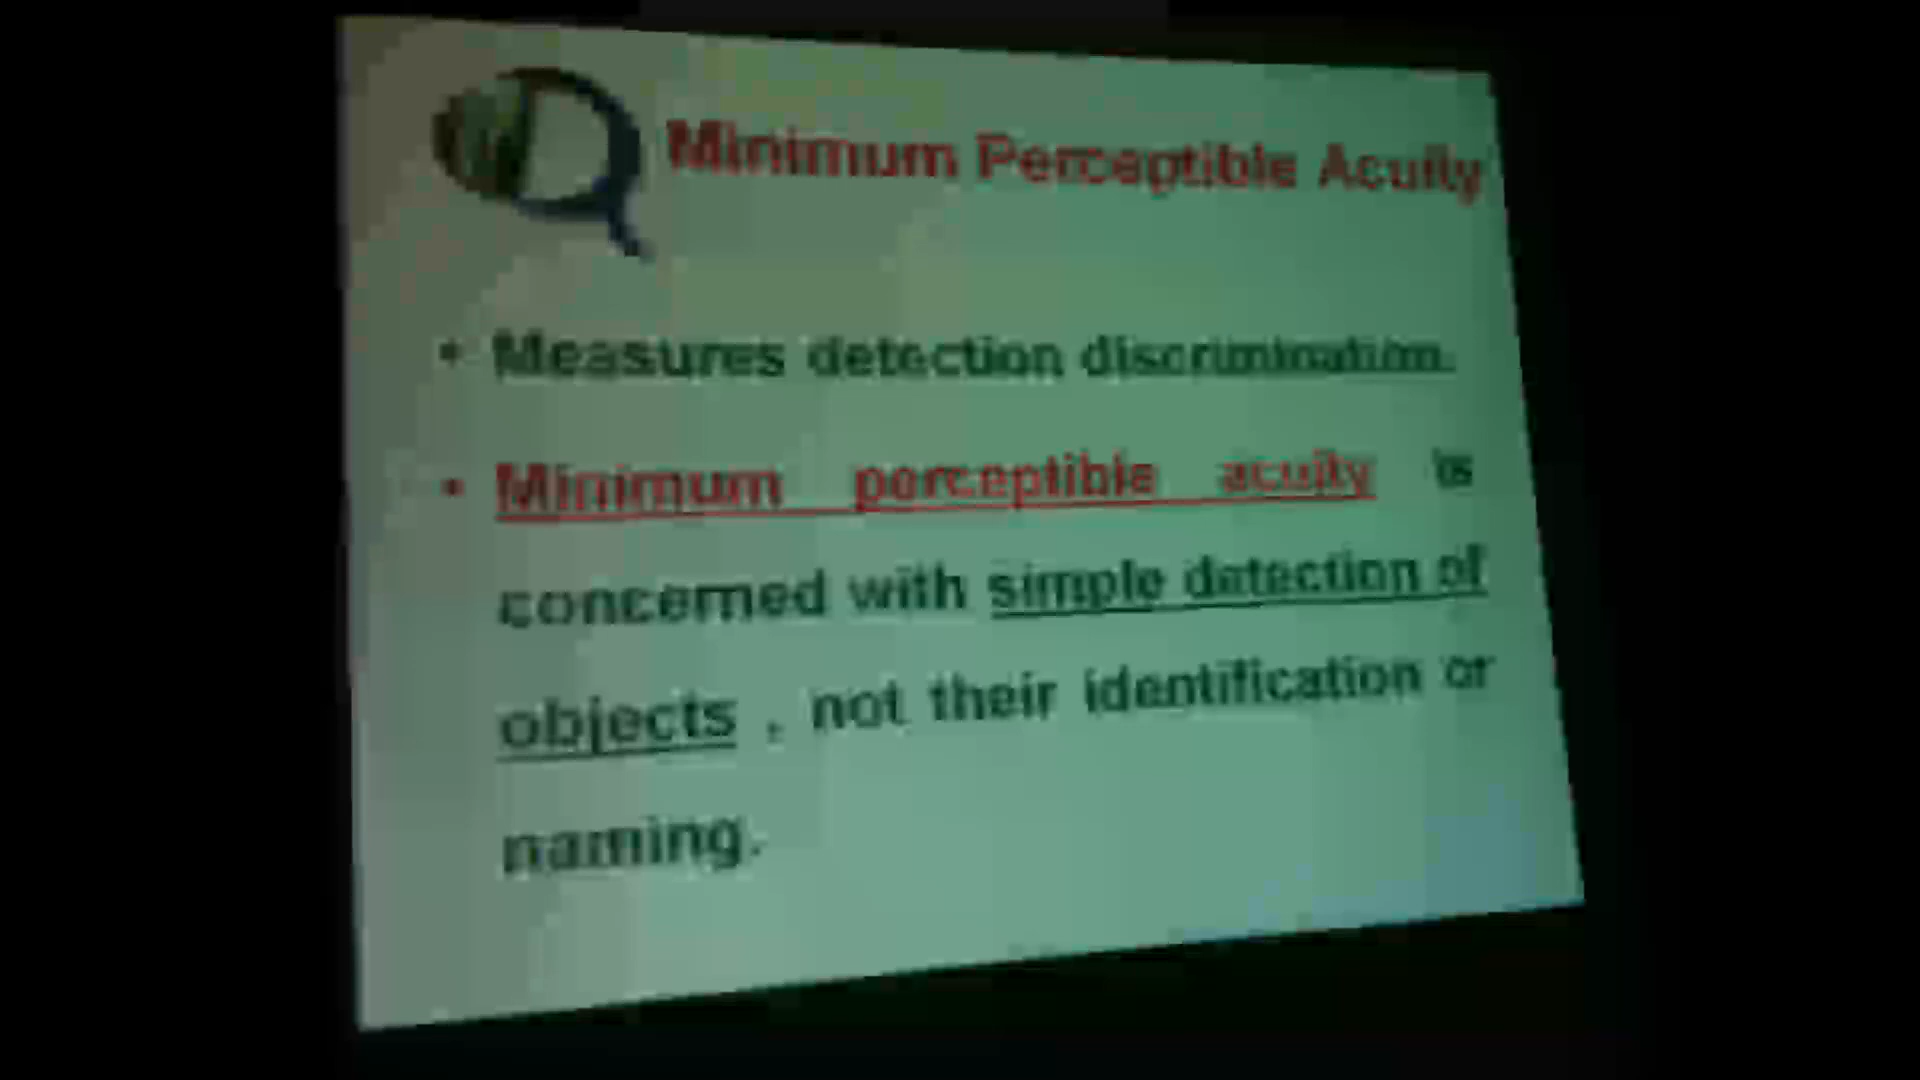 Minimum Perceptible Acuity
• Measures detection discrimination.
• Minimum perceptible acuity is
concerned with simple detection of
objects , not their identification or
naming.